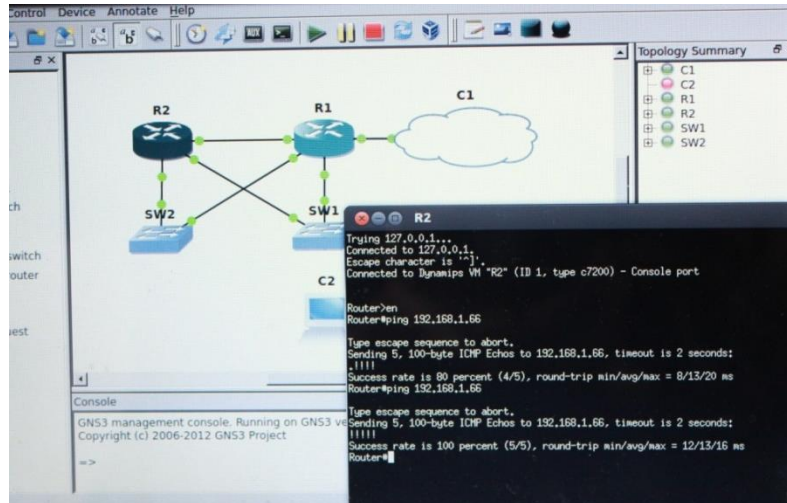 Control Device Annotate Help
AUX
Topology Summary
C1
C2
R1
R2
SW1
SW2
R2
R1
C1
SW2
SW1
C2
ch
switch
router
uest
R2
Trying 127.0.0.1...
Connected to 127.0.0.1.
Escape character is '^]'.
Connected to Dynamips VM "R2" (ID 1, type c7200) - Console port
Router>en
Router#ping 192.168.1.66
Type escape sequence to abort.
Sending 5, 100-byte ICMP Echos to 192.168.1.66, timeout is 2 seconds:
.!!!!
Success rate is 80 percent (4/5), round-trip min/avg/max = 8/13/20 ms
Router#ping 192.168.1.66
Type escape sequence to abort.
Sending 5, 100-byte ICMP Echos to 192.168.1.66, timeout is 2 seconds:
!!!!!
Success rate is 100 percent (5/5), round-trip min/avg/max = 12/13/16 ms
Router#
Console
GNS3 management console. Running on GNS3 ve
Copyright (c) 2006-2012 GNS3 Project
=>